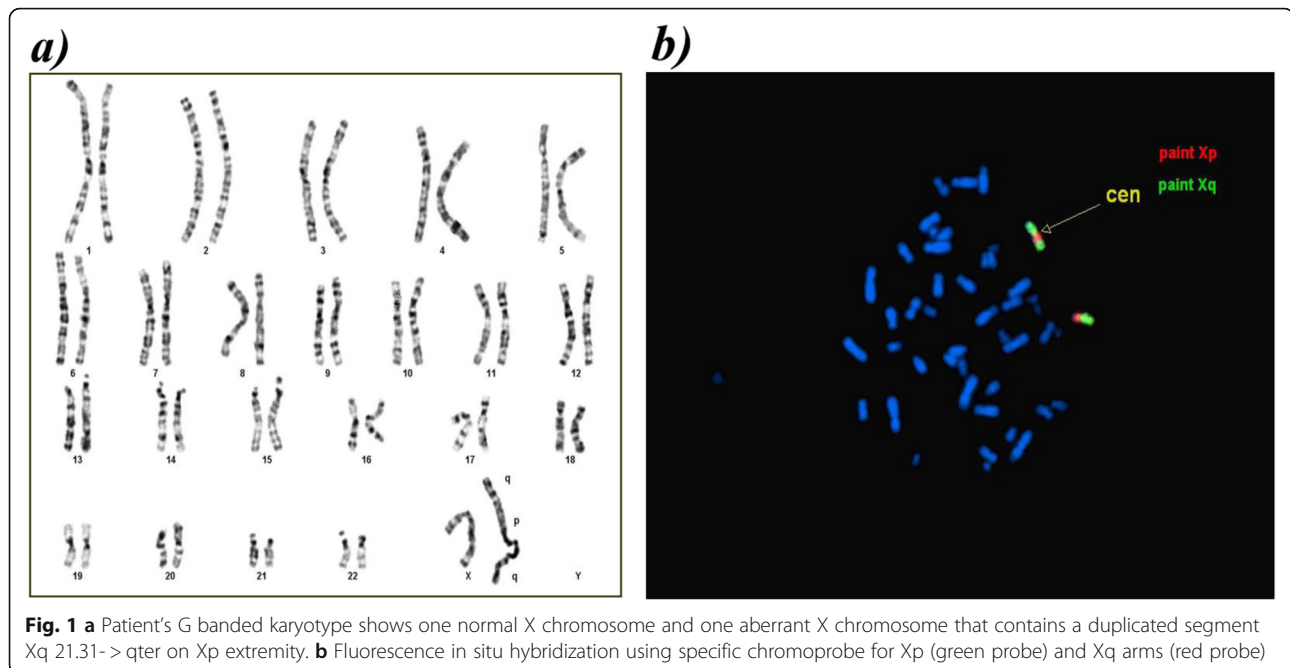 a)
b)
1 2 3 4 5
6 7 8 9 10 11 12
13 14 15 16 17 18
q
p
19 20 21 22 X q Y
paint Xp
paint Xq
cen
Fig. 1 a Patient's G banded karyotype shows one normal X chromosome and one aberrant X chromosome that contains a duplicated segment
Xq 21.31- > qter on Xp extremity. b Fluorescence in situ hybridization using specific chromoprobe for Xp (green probe) and Xq arms (red probe)